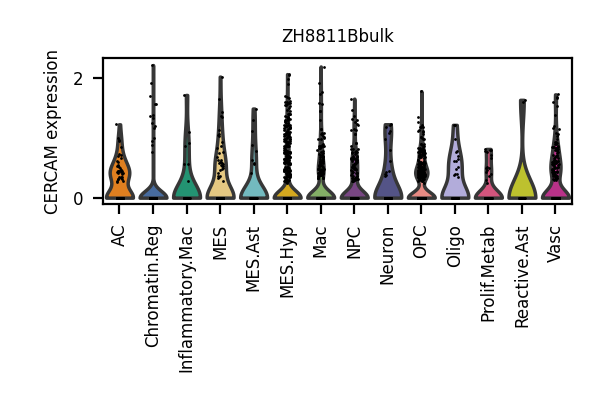 ZH8811Bbulk
CERCAM expression
2
0
AC
Chromatin.Reg
Inflammatory.Mac
MES
MES.Ast
MES.Hyp
Mac
NPC
Neuron
OPC
Oligo
Prolif.Metab
Reactive.Ast
Vasc